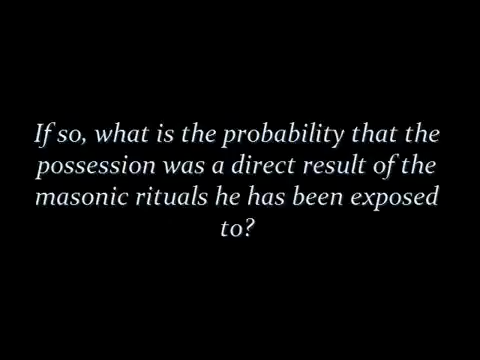 If so, what is the probability that the
possession was a direct result of the
masonic rituals he has been exposed
to?